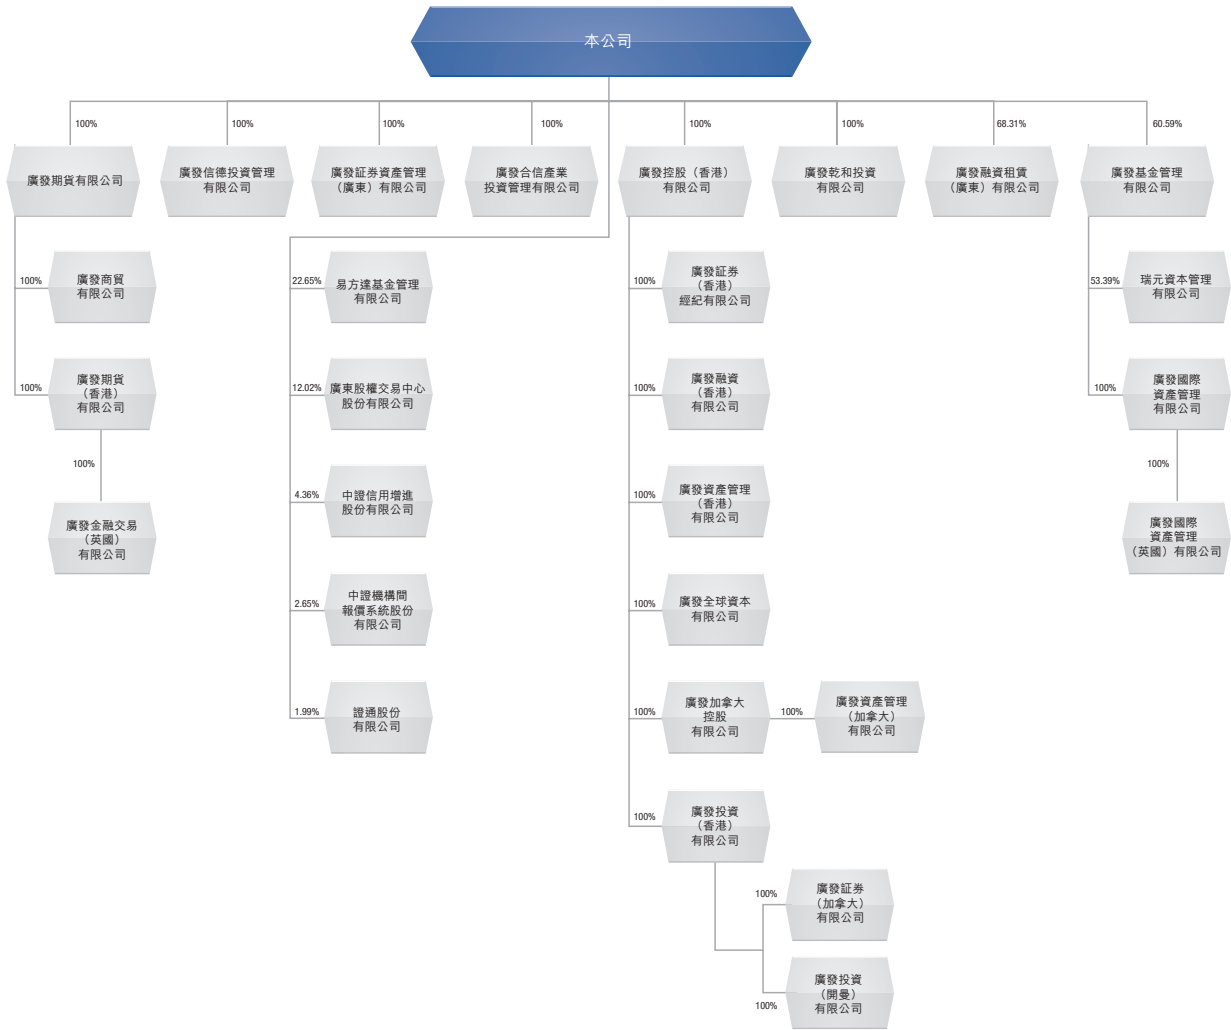 本公司
100%
100%
100%
100%
100%
100%
68.31%
60.59%
廣發期貨有限公司
廣發信德投資管理
有限公司
廣發証券資產管理
（廣東）有限公司
廣發合信產業
投資管理有限公司
廣發控股（香港）
有限公司
廣發乾和投資
有限公司
廣發融資租賃
（廣東）有限公司
廣發基金管理
有限公司
100%
廣發商貿
有限公司
100%
廣發期貨
（香港）
有限公司
100%
廣發金融交易
（英國）
有限公司
22.65%
易方達基金管理
有限公司
12.02%
廣東股權交易中心
股份有限公司
4.36%
中證信用增進
股份有限公司
2.65%
中證機構間
報價系統股份
有限公司
1.99%
證通股份
有限公司
100%
廣發証券
（香港）
經紀有限公司
100%
廣發融資
（香港）
有限公司
100%
廣發資產管理
（香港）
有限公司
100%
廣發全球資本
有限公司
100%
廣發加拿大
控股
有限公司
100%
廣發資產管理
（加拿大）
有限公司
100%
廣發投資
（香港）
有限公司
100%
廣發証券
（加拿大）
有限公司
100%
廣發投資
（開曼）
有限公司
53.39%
瑞元資本管理
有限公司
100%
廣發國際
資產管理
有限公司
100%
廣發國際
資產管理
（英國）有限公司